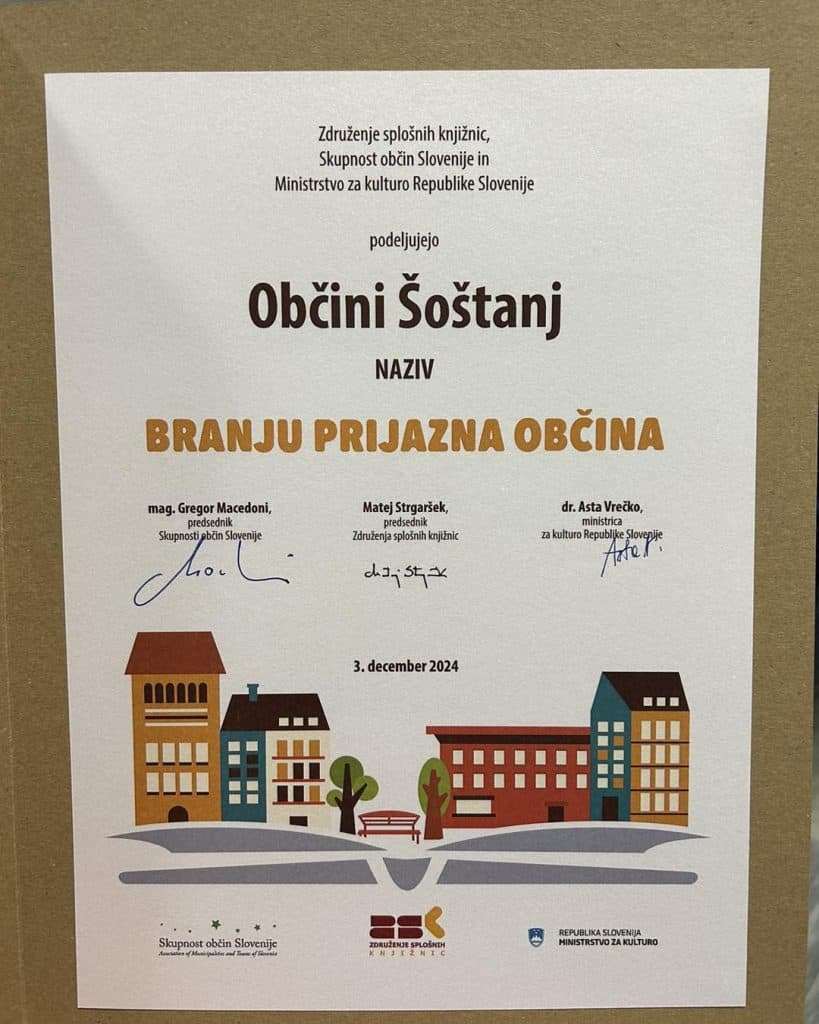 Združenje splošnih knjižnic,
Skupnost občin Slovenije in
Ministrstvo za kulturo Republike Slovenije
podeljujejo
Občini Šoštanj
NAZIV
BRANJU PRIJAZNA OBČINA
mag. Gregor Macedoni,
predsednik
Skupnosti občin Slovenije
Matej Strgaršek,
predsednik
Združenja splošnih knjižnic
dr. Asta Vrečko,
ministrica
za kulturo Republike Slovenije
3. december 2024
Skupnost občin Slovenije
Association of Municipalities and Towns of Slovenia
ZDRUŽENJE SPLOŠNIH
KNJIŽNIC
REPUBLIKA SLOVENIJA
MINISTRSTVO ZA KULTURO